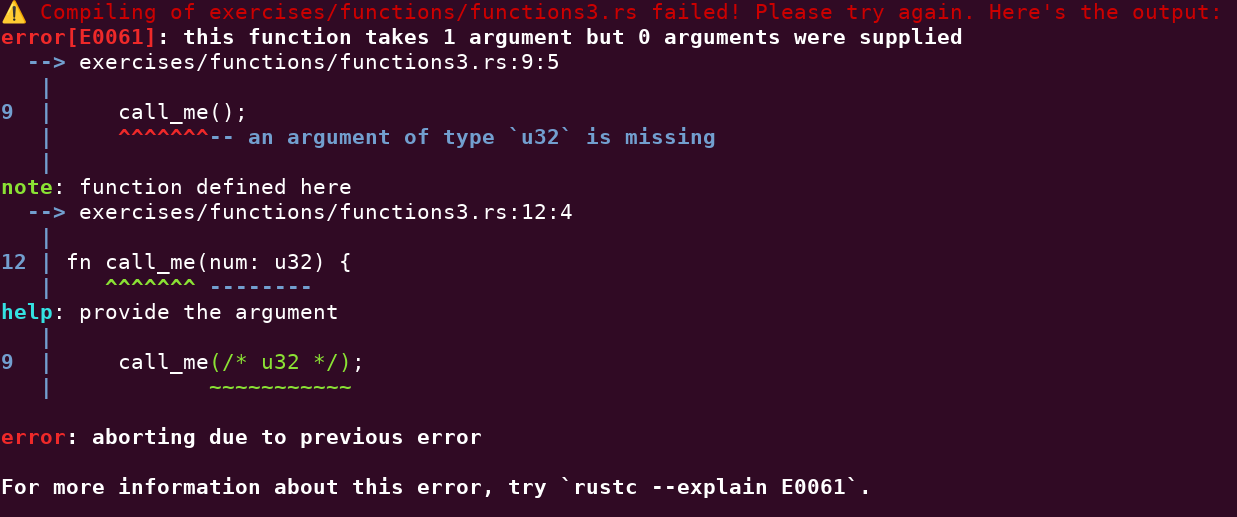 ⚠️ Compiling of exercises/functions/functions3.rs failed! Please try again. Here's the output:
error[E0061]: this function takes 1 argument but 0 arguments were supplied
  --> exercises/functions/functions3.rs:9:5
   |
9  |     call_me();
   |     ^^^^^^^-- an argument of type `u32` is missing
   |
note: function defined here
  --> exercises/functions/functions3.rs:12:4
   |
12 | fn call_me(num: u32) {
   |    ^^^^^^^ --------
help: provide the argument
   |
9  |     call_me(/* u32 */);
   |            ~~~~~~~~~~~

error: aborting due to previous error

For more information about this error, try `rustc --explain E0061`.